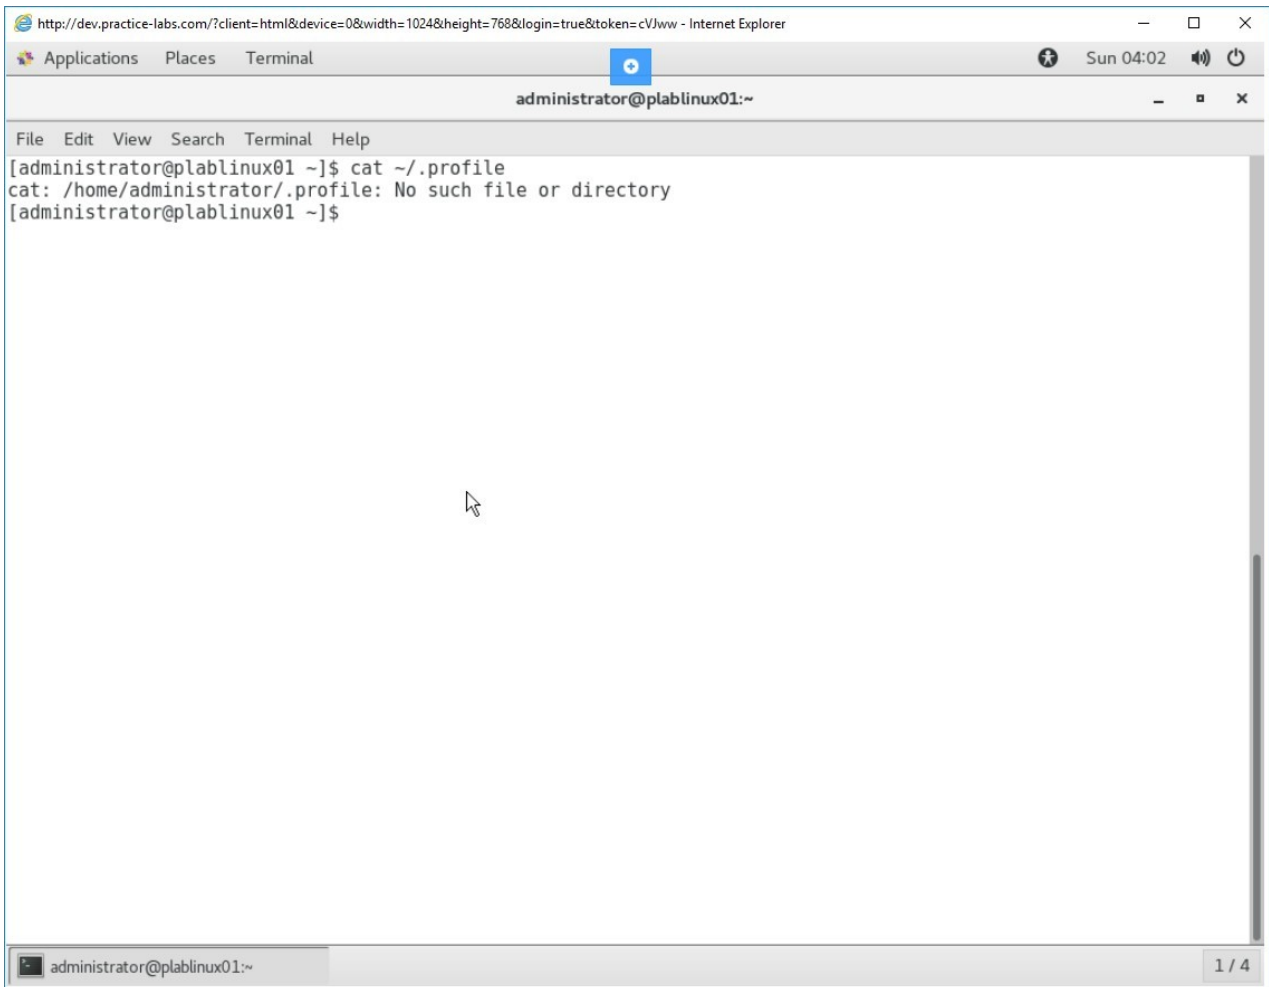 http://dev.practice-labs.com/?client=html&device=0&width=1024&height=768&login=true&token=cVJww - Internet Explorer
Applications Places Terminal Sun 04:02
administrator@plablinux01:~
File Edit View Search Terminal Help
[administrator@plablinux01 ~]$ cat ~/.profile
cat: /home/administrator/.profile: No such file or directory
[administrator@plablinux01 ~]$
administrator@plablinux01:~ 1 / 4